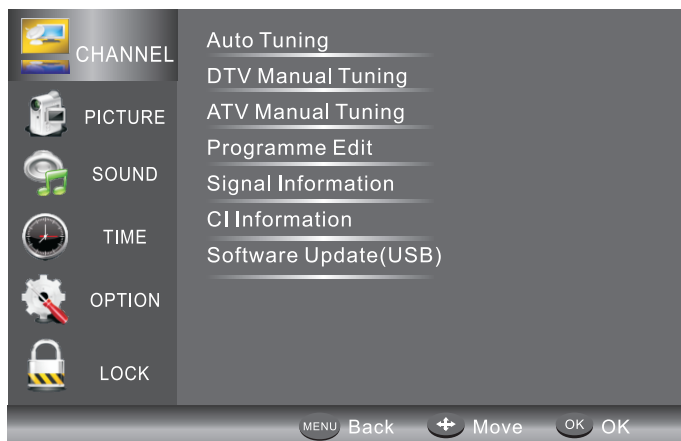 CHANNEL
PICTURE
SOUND
TIME
OPTION
LOCK
Auto Tuning
DTV Manual Tuning
ATV Manual Tuning
Programme Edit
Signal Information
CI Information
Software Update(USB)
MENU Back Move OK OK